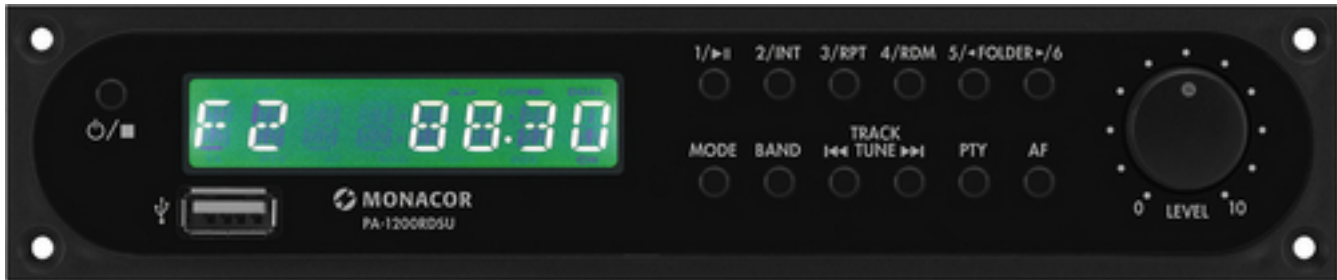 1/⏯ 2/INT 3/RPT 4/RDM 5/◂FOLDER▸/6
⏻/■
F2 88.30
MODE BAND TRACK
⏮ TUNE ⏭ PTY AF
MONACOR
PA-1200RDSU
0 LEVEL 10